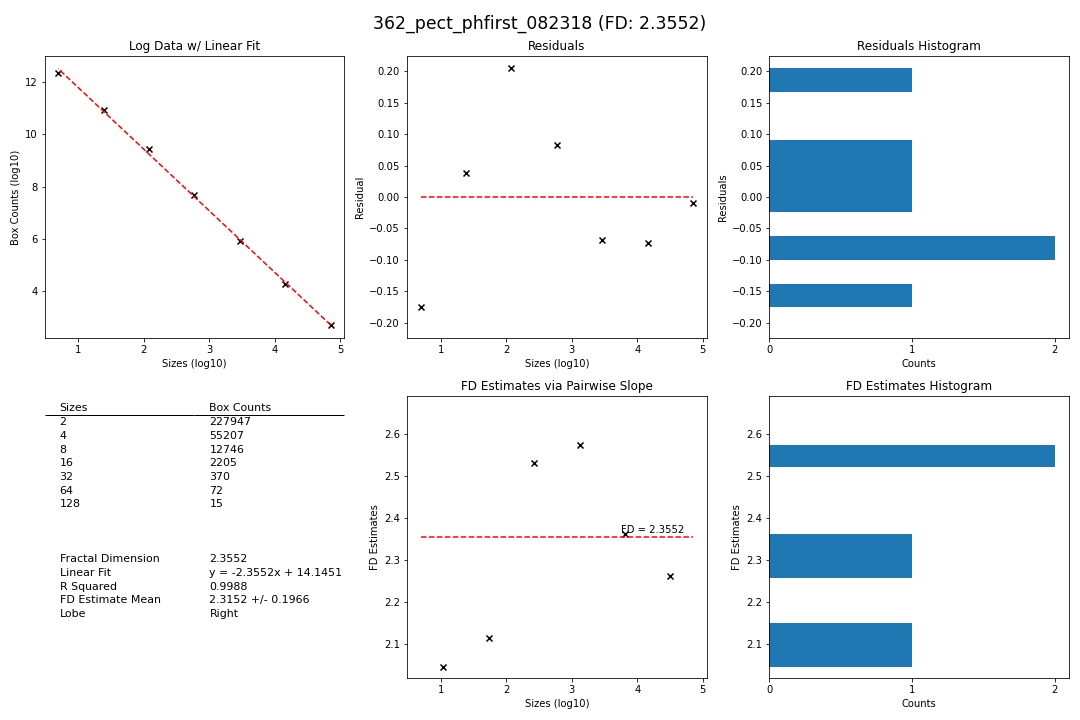 362_pect_phfirst_082318 (FD: 2.3552)
Log Data w/ Linear Fit
12
10
8
6
4
Box Counts (log10)
1 2 3 4 5
Sizes (log10)
Residuals
0.20
0.15
0.10
0.05
0.00
−0.05
−0.10
−0.15
−0.20
Residual
1 2 3 4 5
Sizes (log10)
Residuals Histogram
0.20
0.15
0.10
0.05
0.00
−0.05
−0.10
−0.15
−0.20
Residuals
0 1 2
Counts
Sizes Box Counts
2 227947
4 55207
8 12746
16 2205
32 370
64 72
128 15
Fractal Dimension 2.3552
Linear Fit y = -2.3552x + 14.1451
R Squared 0.9988
FD Estimate Mean 2.3152 +/- 0.1966
Lobe Right
FD Estimates via Pairwise Slope
2.6
2.5
2.4
2.3
2.2
2.1
FD Estimates
FD = 2.3552
1 2 3 4 5
Sizes (log10)
FD Estimates Histogram
2.6
2.5
2.4
2.3
2.2
2.1
FD Estimates
0 1 2
Counts